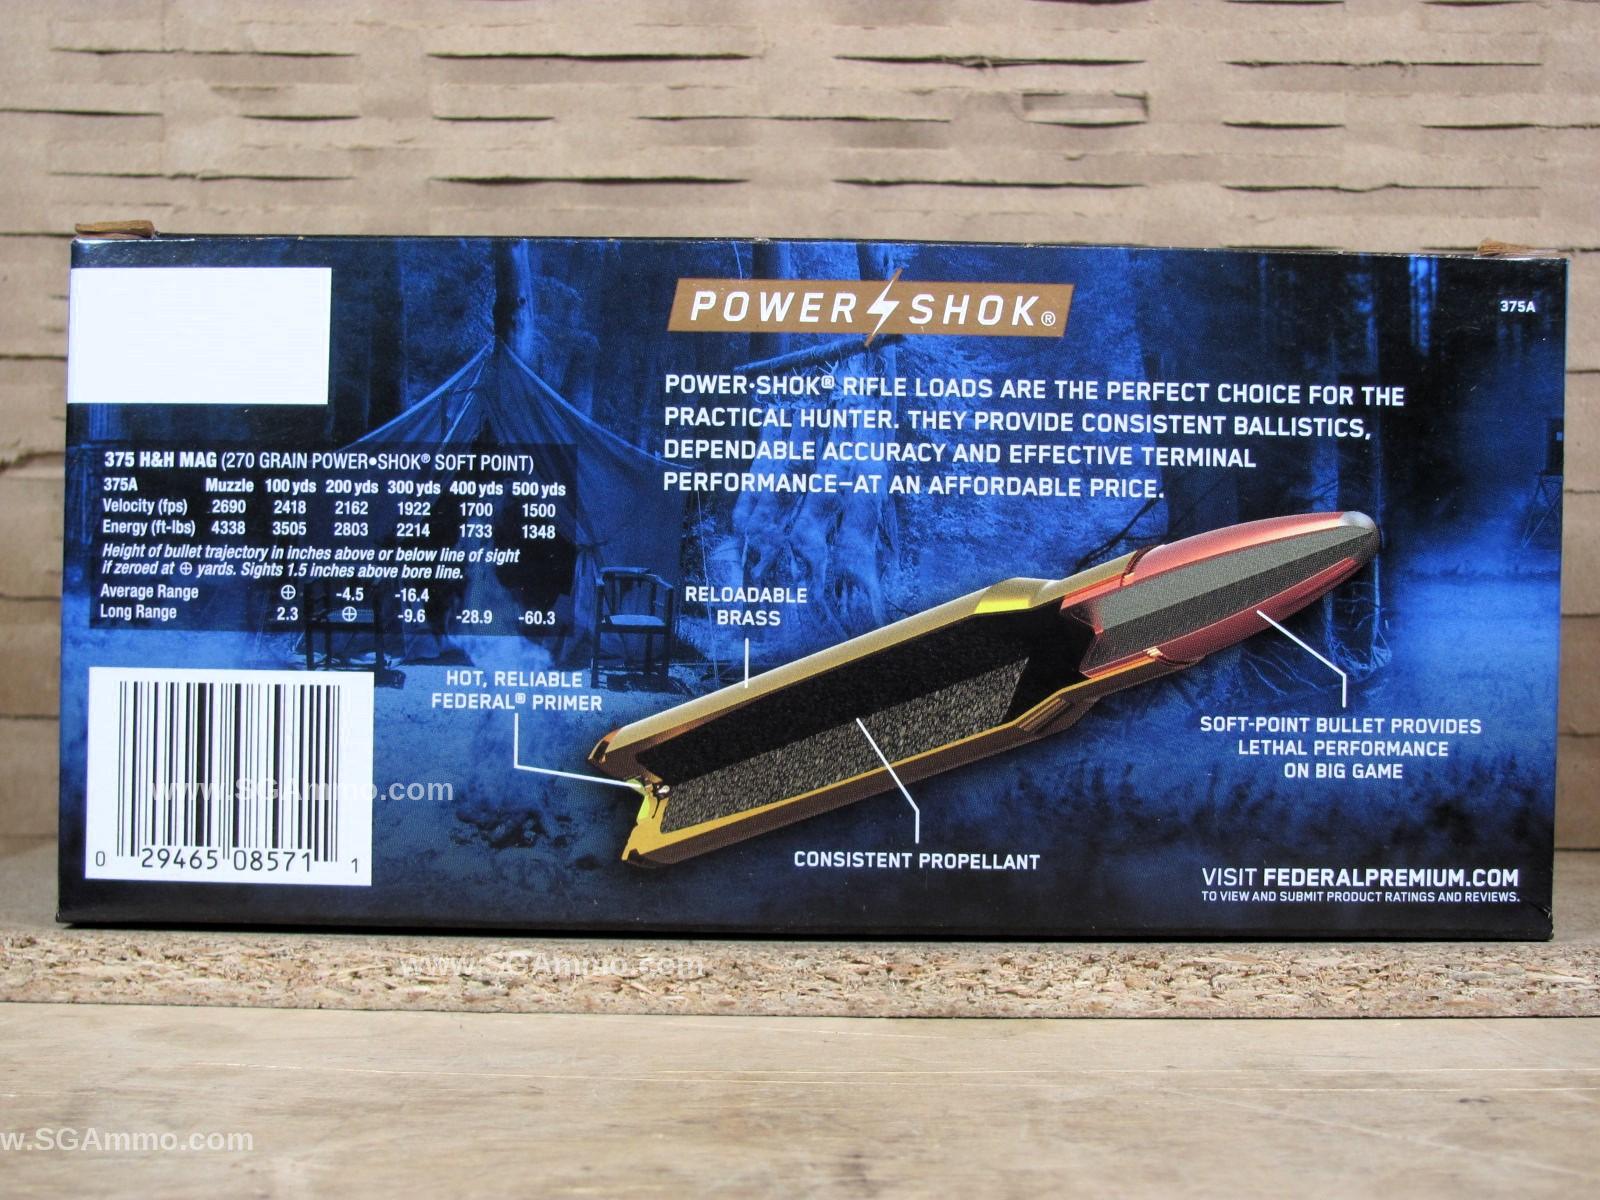 POWER SHOK®
375A
POWER•SHOK® RIFLE LOADS ARE THE PERFECT CHOICE FOR THE
PRACTICAL HUNTER. THEY PROVIDE CONSISTENT BALLISTICS,
DEPENDABLE ACCURACY AND EFFECTIVE TERMINAL
PERFORMANCE—AT AN AFFORDABLE PRICE.
375 H&H MAG (270 GRAIN POWER•SHOK® SOFT POINT)
375A Muzzle 100 yds 200 yds 300 yds 400 yds 500 yds
Velocity (fps) 2690 2418 2162 1922 1700 1500
Energy (ft-lbs) 4338 3505 2803 2214 1733 1348
Height of bullet trajectory in inches above or below line of sight
if zeroed at ⊕ yards. Sights 1.5 inches above bore line.
Average Range ⊕ -4.5 -16.4
Long Range 2.3 ⊕ -9.6 -28.9 -60.3
RELOADABLE
BRASS
HOT, RELIABLE
FEDERAL® PRIMER
SOFT-POINT BULLET PROVIDES
LETHAL PERFORMANCE
ON BIG GAME
CONSISTENT PROPELLANT
0 29465 08571 1
VISIT FEDERALPREMIUM.COM
TO VIEW AND SUBMIT PRODUCT RATINGS AND REVIEWS.
www.SGAmmo.com
www.SGAmmo.com
w.SGAmmo.com